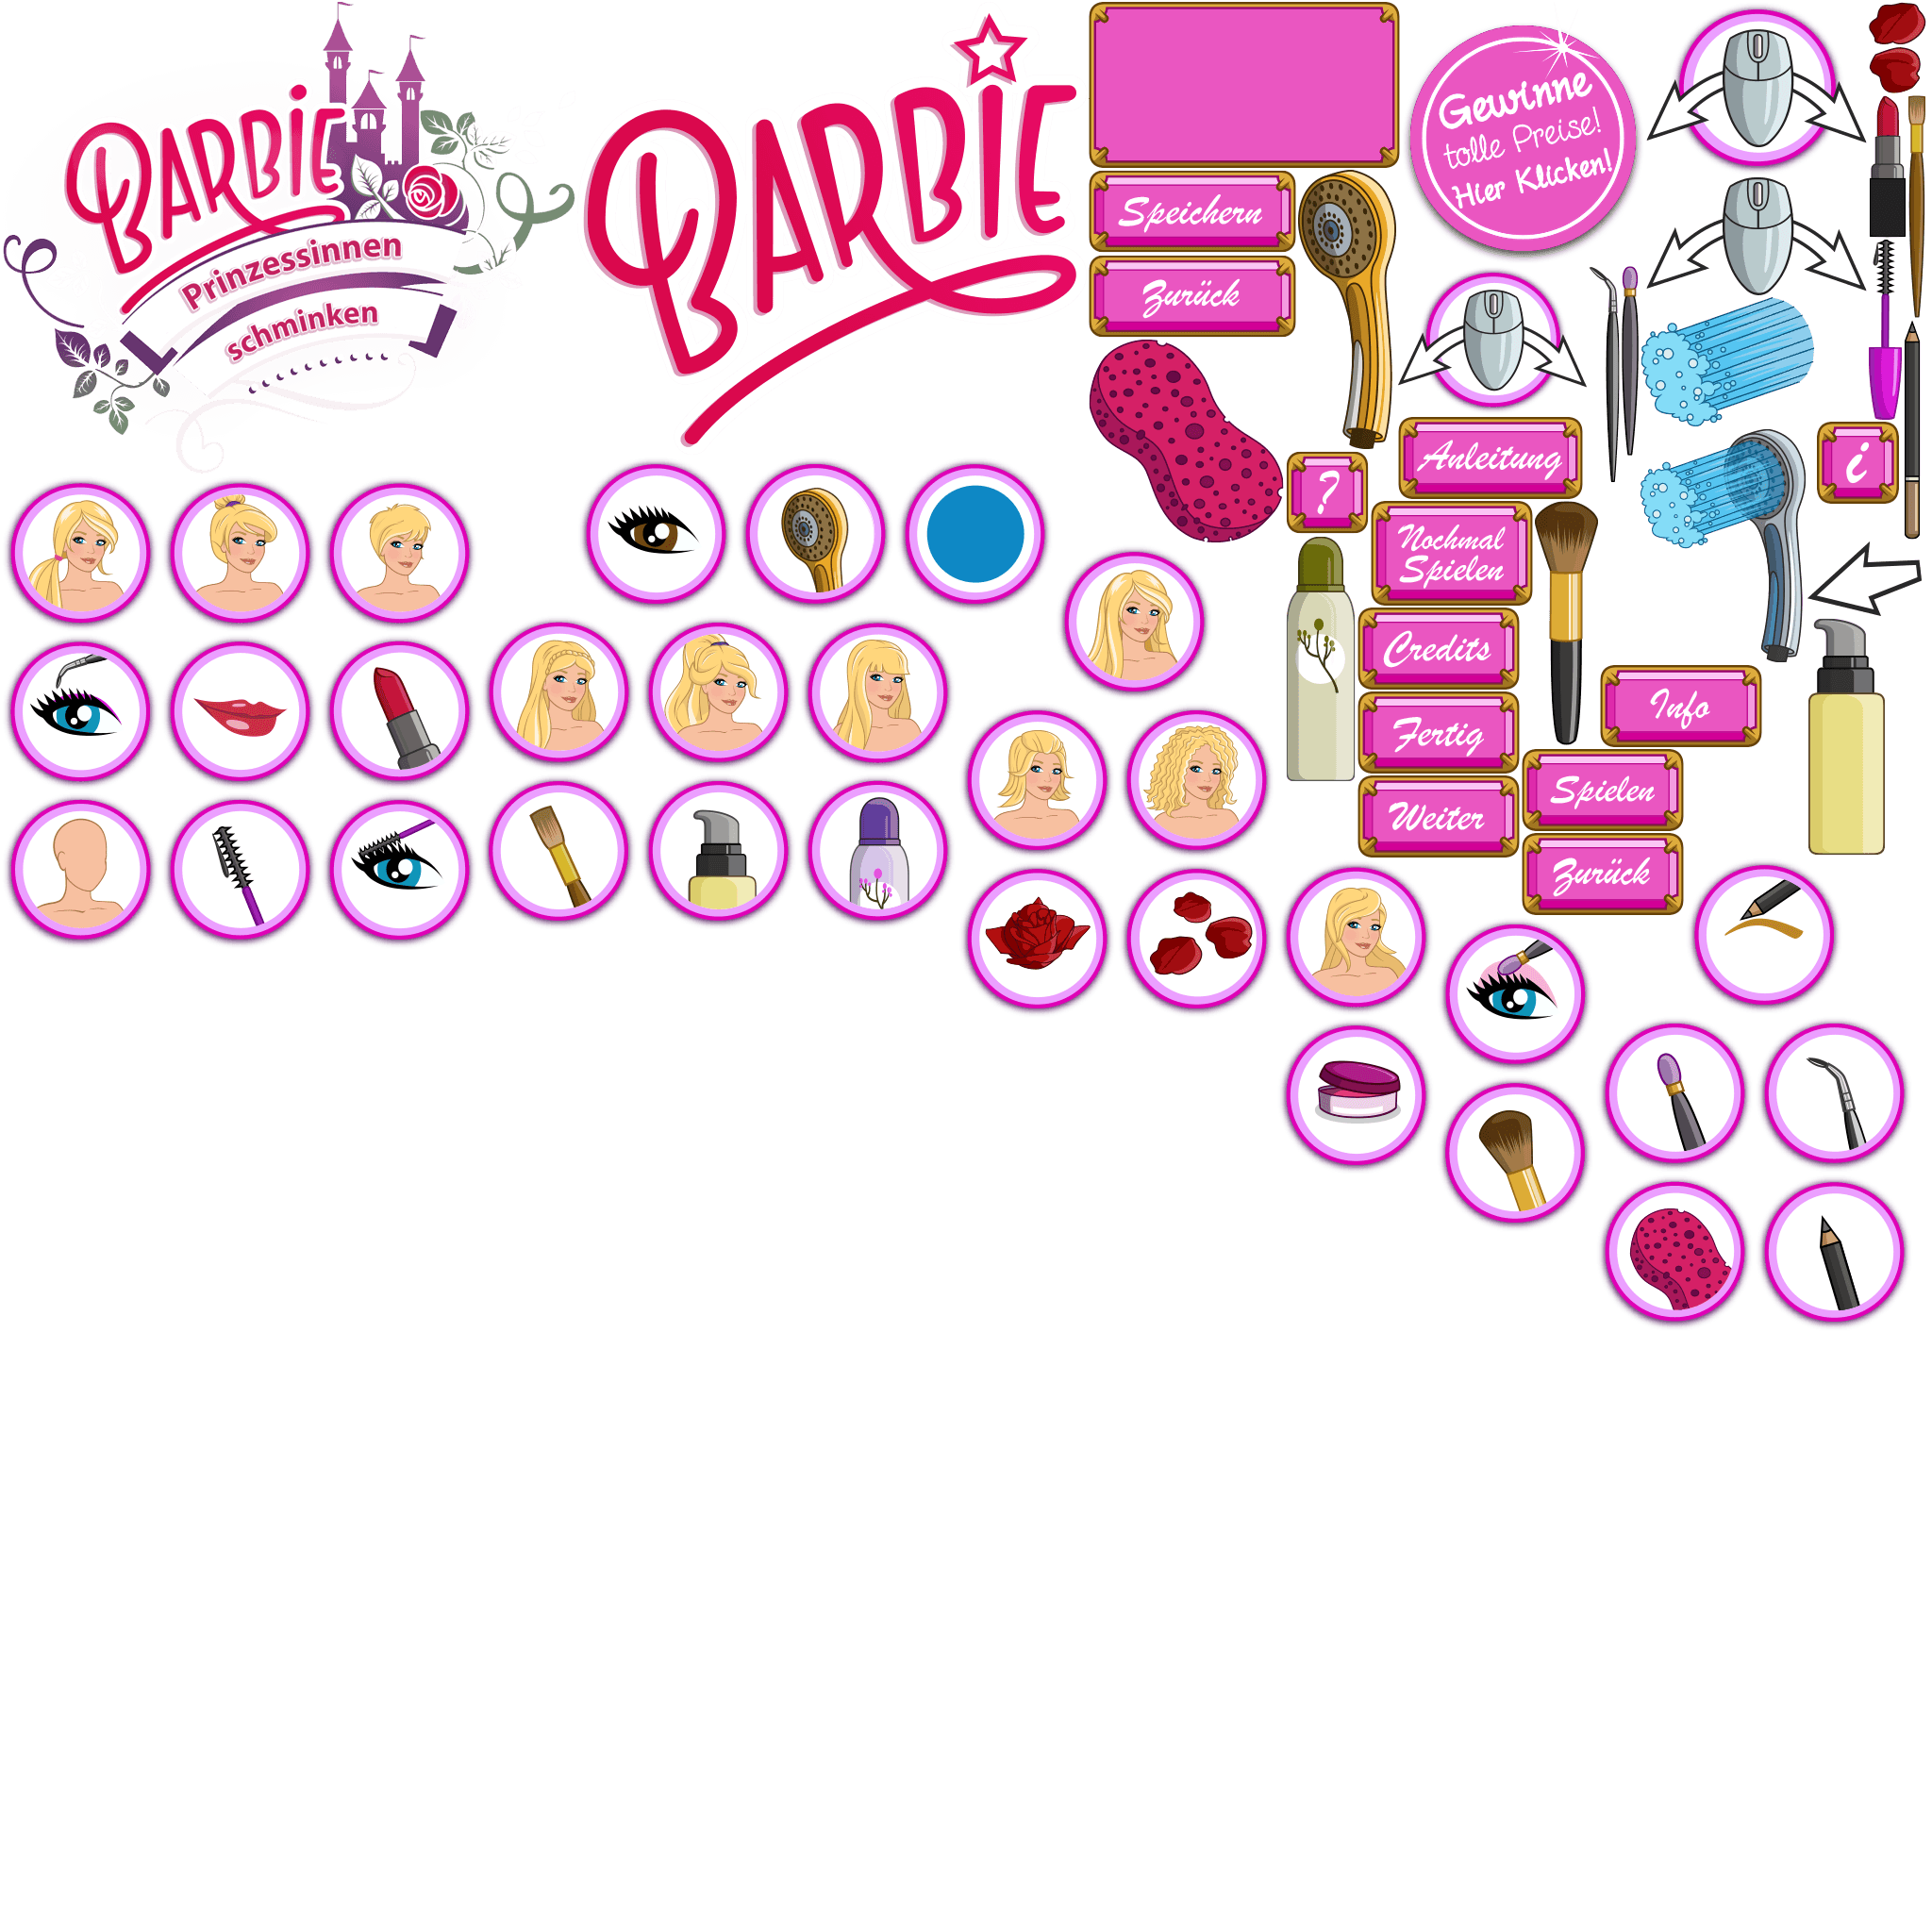 BARBIE
Prinzessinnen
schminken
BARBIE
Gewinne
tolle Preise!
Hier Klicken!
Speichern
Zurück
Anleitung
?
i
Nochmal
Spielen
Credits
Fertig
Info
Spielen
Weiter
Zurück